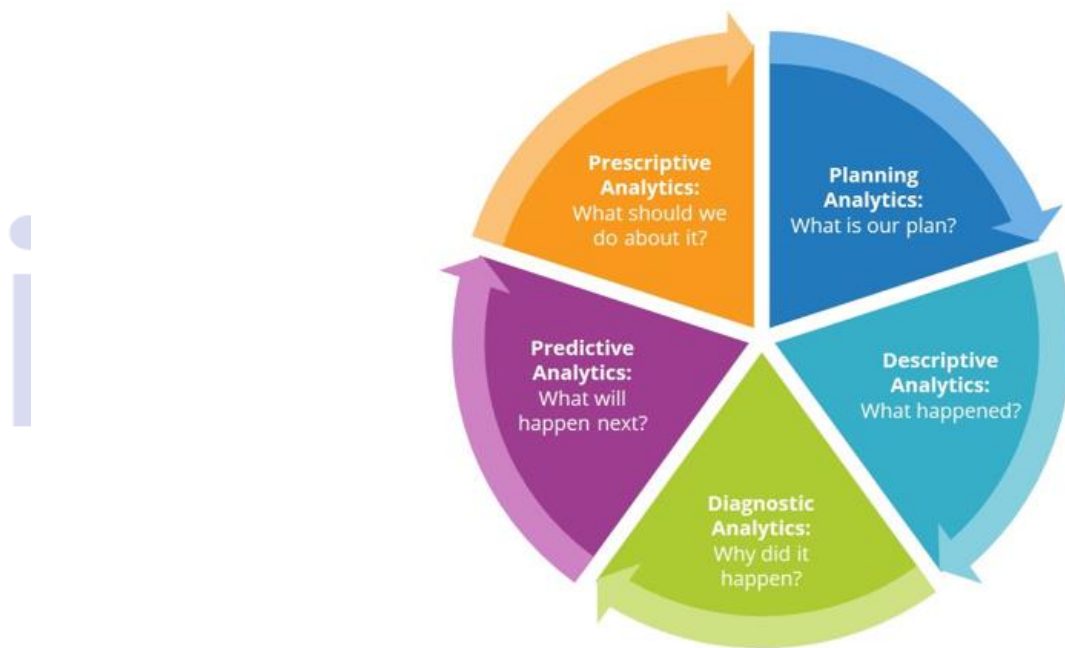 Prescriptive
Analytics:
What should we
do about it?
Planning
Analytics:
What is our plan?
Descriptive
Analytics:
What happened?
Diagnostic
Analytics:
Why did it
happen?
Predictive
Analytics:
What will
happen next?
i